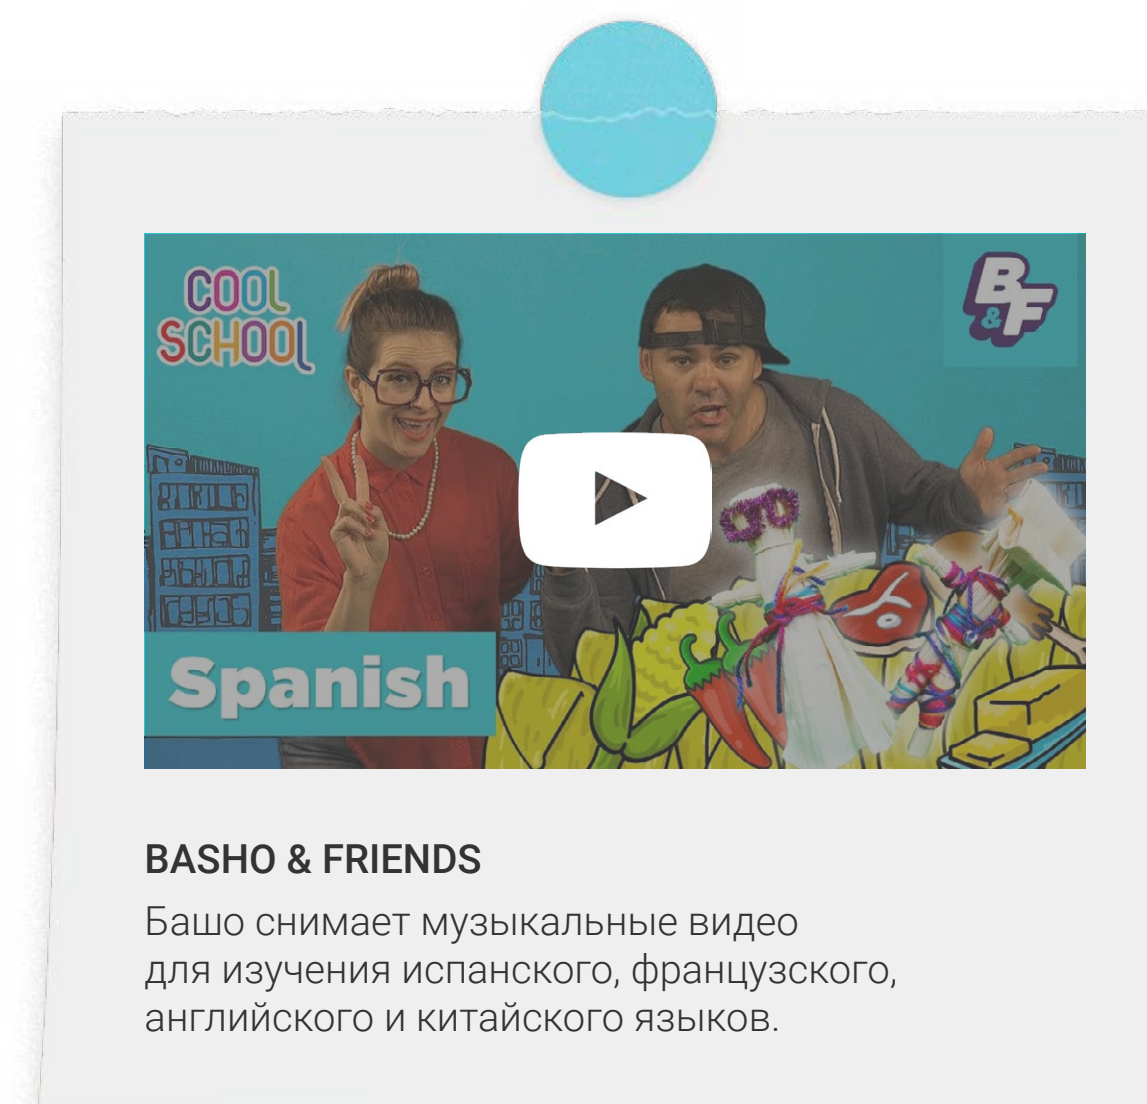 COOL
SCHOOL
B
&F
Spanish
BASHO & FRIENDS
Башо снимает музыкальные видео
для изучения испанского, французского,
английского и китайского языков.